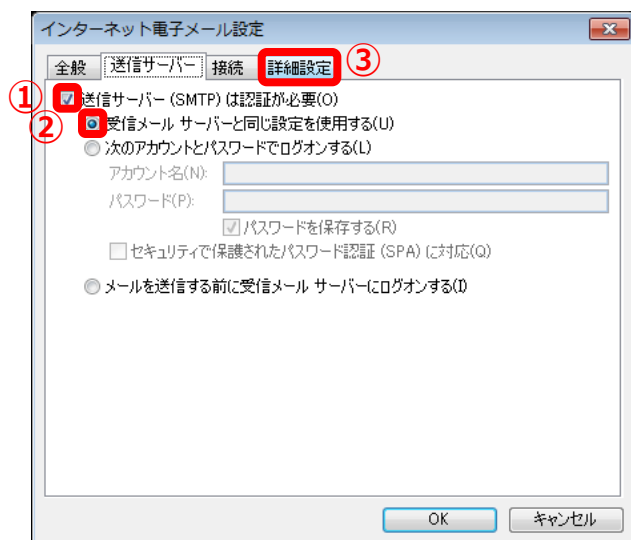 インターネット電子メール設定
全般 送信サーバー 接続 詳細設定 ③
① 送信サーバー (SMTP) は認証が必要(O)
② 受信メール サーバーと同じ設定を使用する(U)
次のアカウントとパスワードでログオンする(L)
アカウント名(N):
パスワード(P):
パスワードを保存する(R)
セキュリティで保護されたパスワード認証 (SPA) に対応(Q)
メールを送信する前に受信メール サーバーにログオンする(I)
OK キャンセル